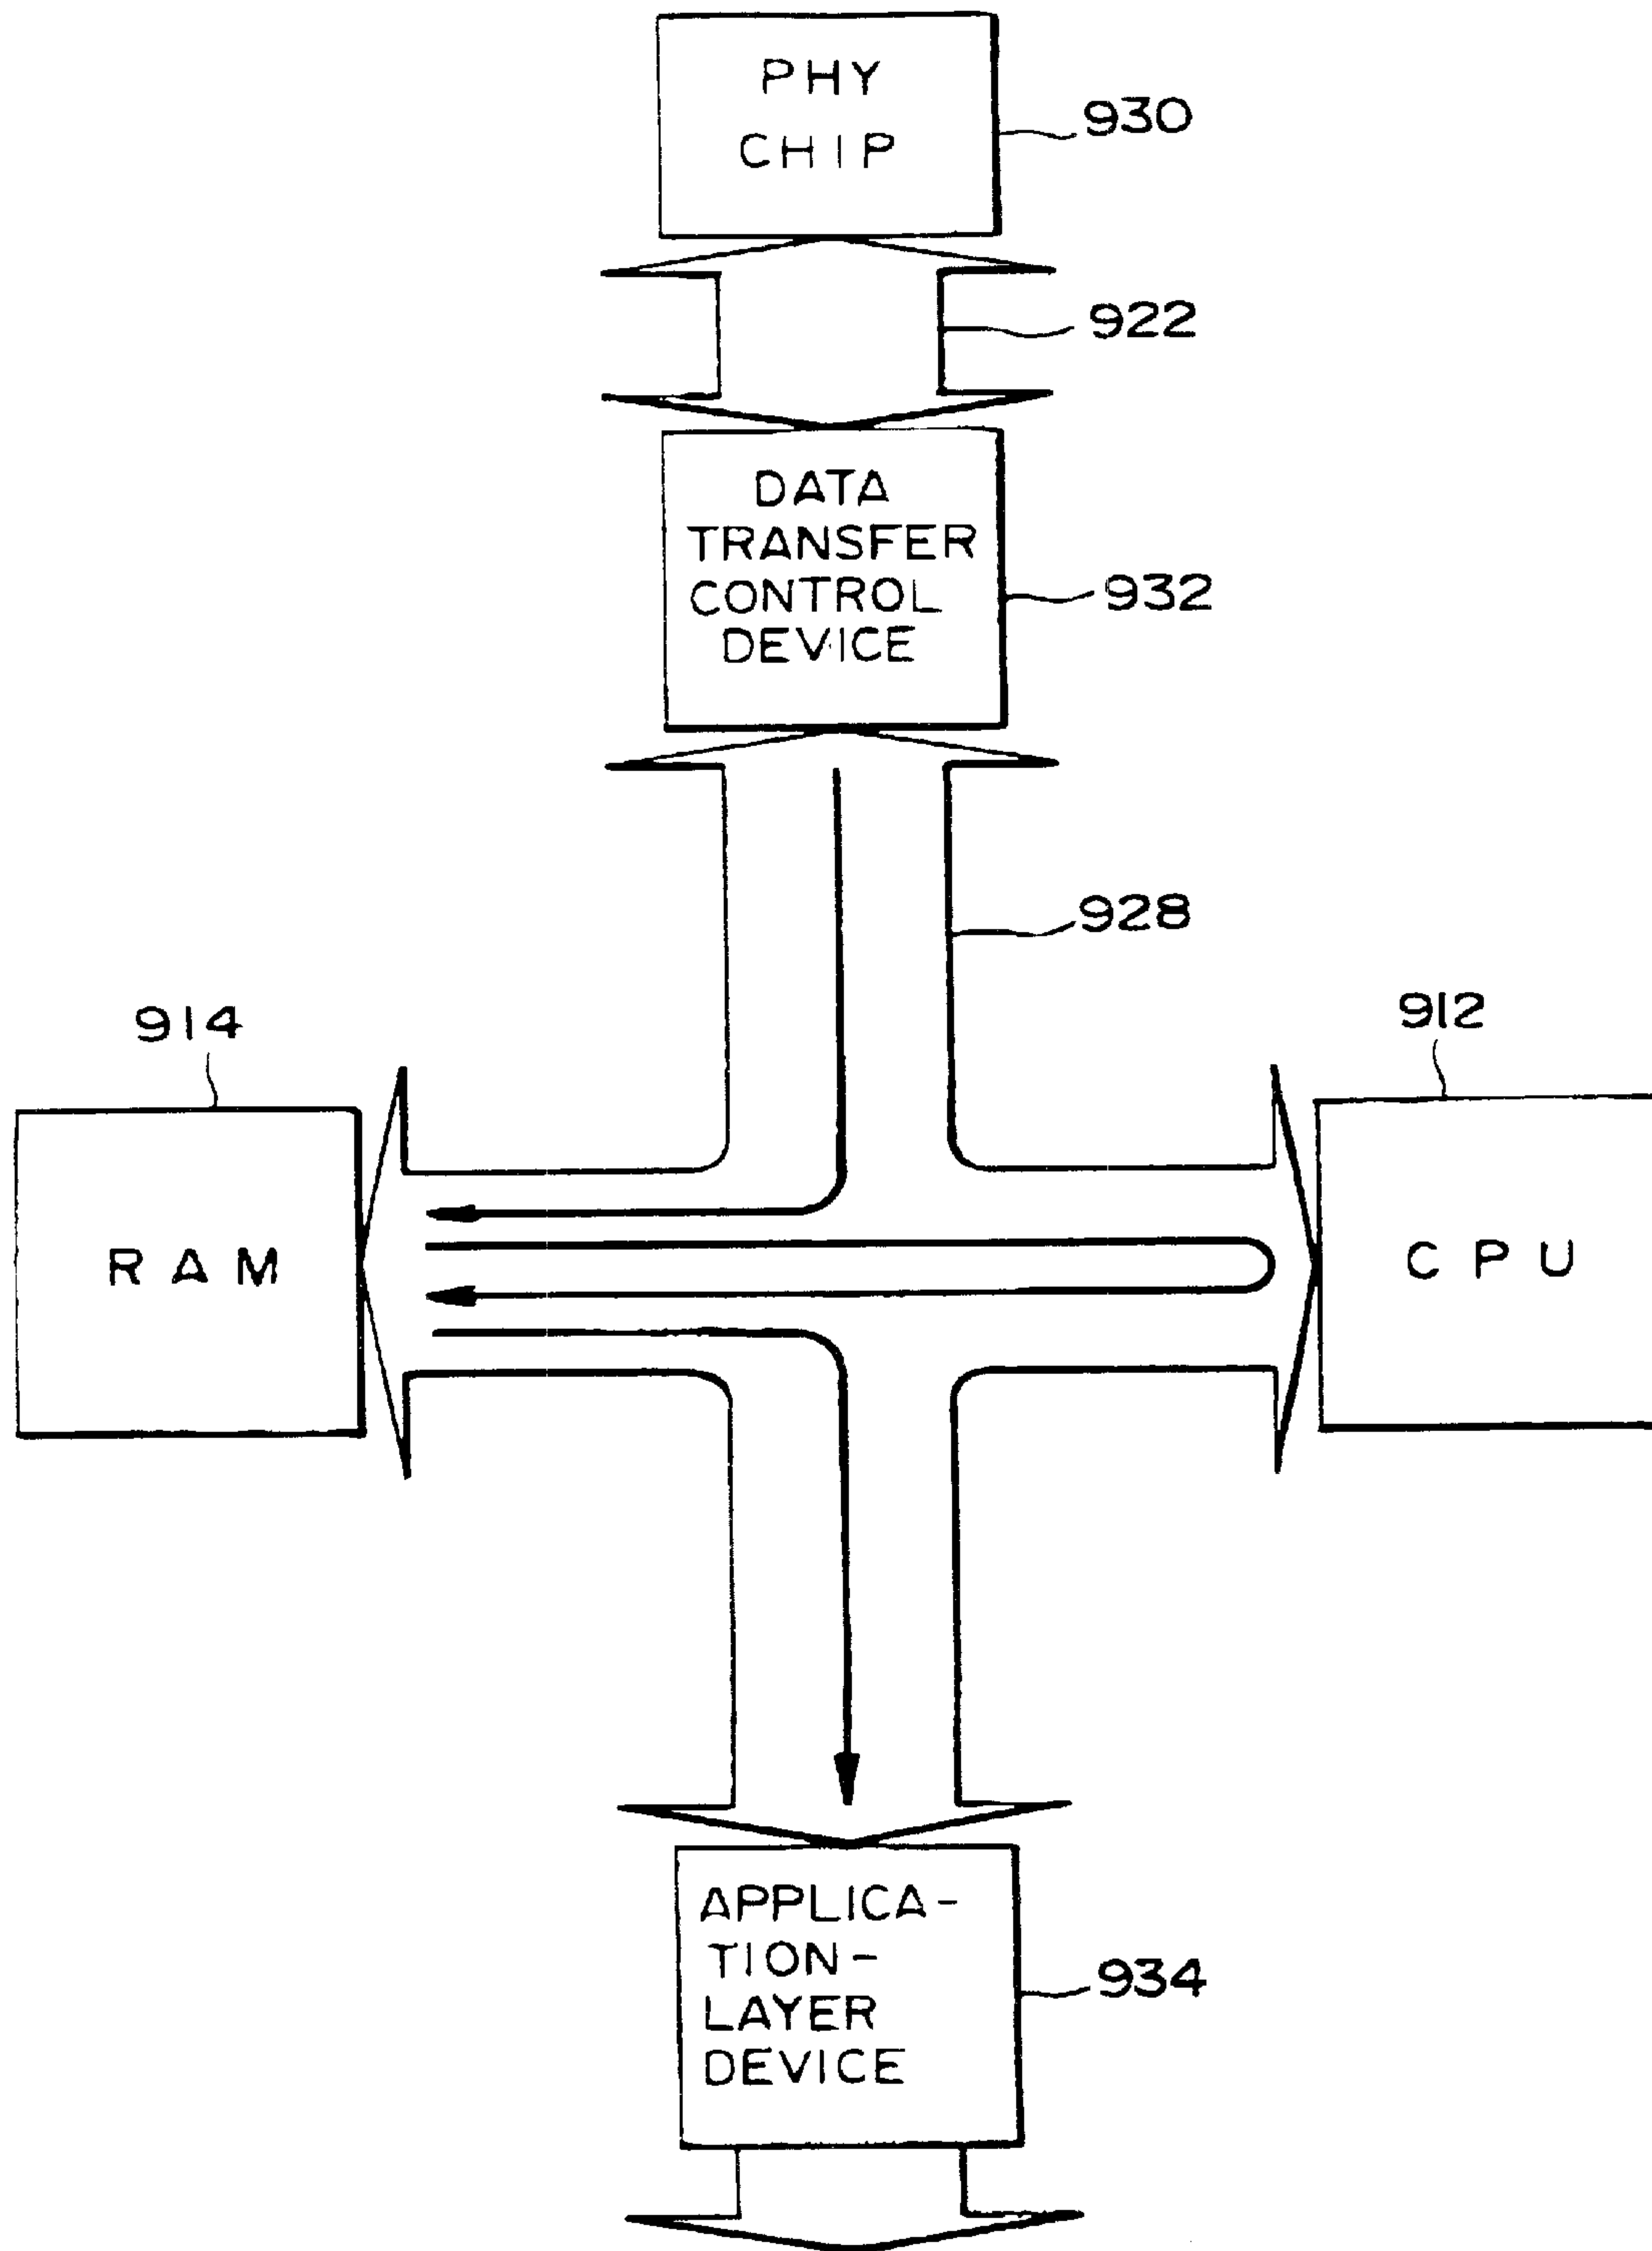 PHY
CHIP
930
922
DATA
TRANSFER
CONTROL
DEVICE
932
928
914
912
RAM
CPU
APPLICA-
TION-
LAYER
DEVICE
934